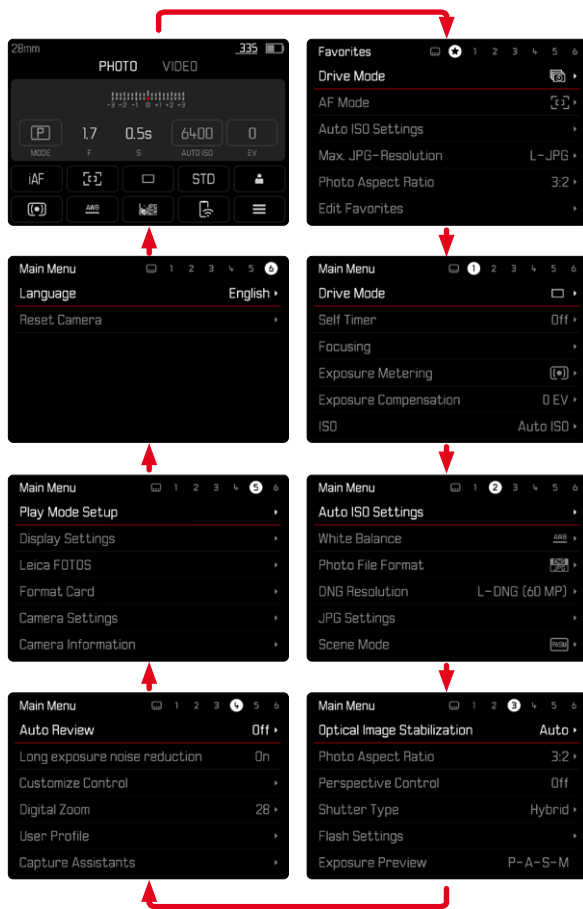 28mm 335
PHOTO VIDEO
-3 -2 -1 0 +1 +2 +3
P 1.7 0.5s 6400 0
MODE F S AUTO ISO EV
iAF STD
AWB L-JPG DNG
Favorites 1 2 3 4 5 6
Drive Mode
AF Mode
Auto ISO Settings
Max. JPG-Resolution L-JPG
Photo Aspect Ratio 3:2
Edit Favorites
Main Menu 1 2 3 4 5 6
Language English
Reset Camera
Main Menu 1 2 3 4 5 6
Drive Mode
Self Timer Off
Focusing
Exposure Metering
Exposure Compensation 0 EV
ISO Auto ISO
Main Menu 1 2 3 4 5 6
Play Mode Setup
Display Settings
Leica FOTOS
Format Card
Camera Settings
Camera Information
Main Menu 1 2 3 4 5 6
Auto ISO Settings
White Balance AWB
Photo File Format DNG JPG
DNG Resolution L-DNG (60 MP)
JPG Settings
Scene Mode PASM
Main Menu 1 2 3 4 5 6
Auto Review Off
Long exposure noise reduction On
Customize Control
Digital Zoom 28
User Profile
Capture Assistants
Main Menu 1 2 3 4 5 6
Optical Image Stabilization Auto
Photo Aspect Ratio 3:2
Perspective Control Off
Shutter Type Hybrid
Flash Settings
Exposure Preview P-A-S-M